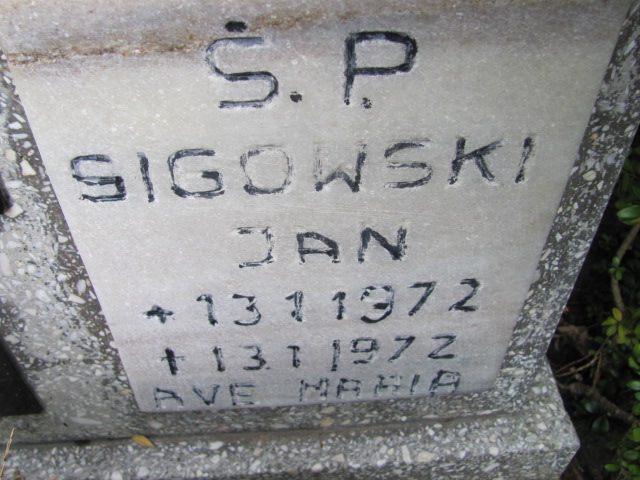 Ś.P.
SIGOWSKI
JAN
+ 13 1 1972
+ 13.1 1972
AVE MARIA